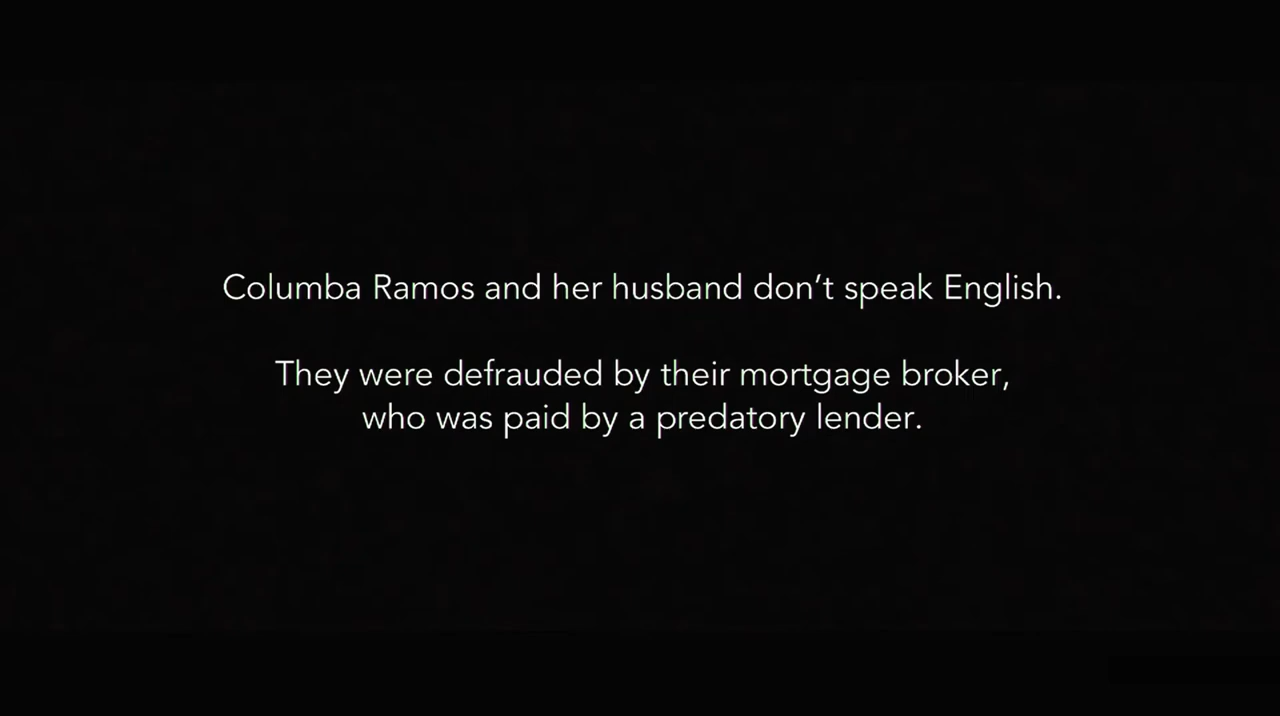 Columba Ramos and her husband don’t speak English.
They were defrauded by their mortgage broker,
who was paid by a predatory lender.